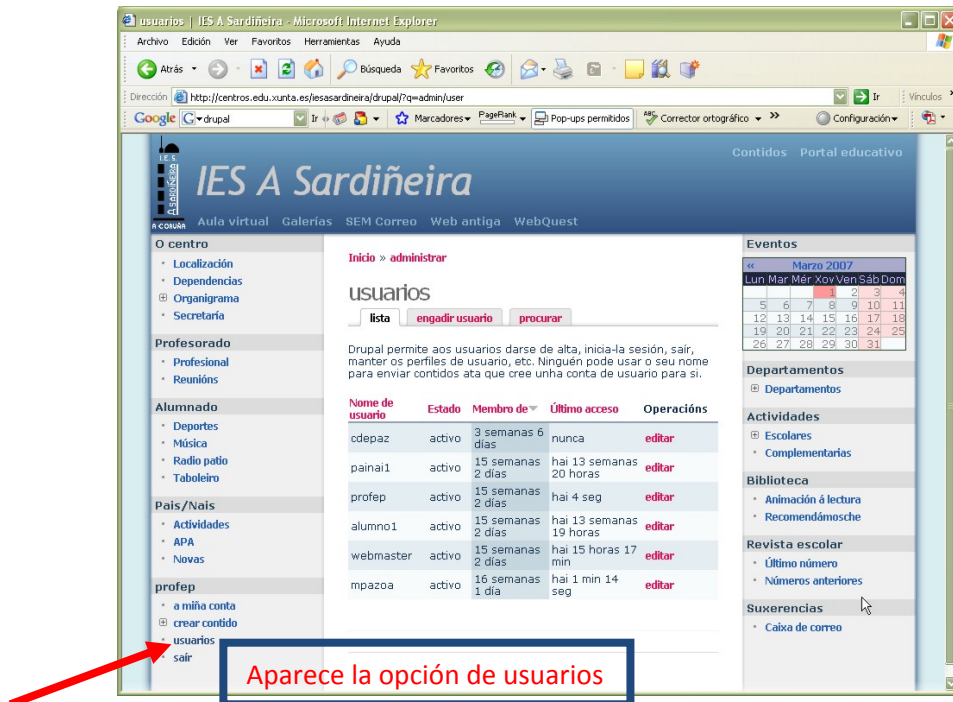 usuarios | IES A Sardiñeira - Microsoft Internet Explorer
Archivo Edición Ver Favoritos Herramientas Ayuda
Atrás Búsqueda Favoritos
Dirección http://centros.edu.xunta.es/iesasardineira/drupal/?q=admin/user Ir Vínculos »
Google drupal Ir Marcadores PageRank Pop-ups permitidos ABC Corrector ortográfico » Configuración
Contidos Portal educativo
I.E.S. A SARDIÑEIRA A CORUÑA
IES A Sardiñeira
Aula virtual Galerías SEM Correo Web antiga WebQuest
O centro
Localización
Dependencias
Organigrama
Secretaría
Profesorado
Profesional
Reunións
Alumnado
Deportes
Música
Radio patio
Taboleiro
Pais/Nais
Actividades
APA
Novas
profep
a miña conta
crear contido
usuarios
saír
Inicio » administrar
usuarios
lista engadir usuario procurar
Drupal permite aos usuarios darse de alta, inicia-la sesión, saír,
manter os perfiles de usuario, etc. Ninguén pode usar o seu nome
para enviar contidos ata que cree unha conta de usuario para si.
Nome de usuario Estado Membro de Último acceso Operacións
cdepaz activo 3 semanas 6 días nunca editar
painai1 activo 15 semanas 2 días hai 13 semanas 20 horas editar
profep activo 15 semanas 2 días hai 4 seg editar
alumno1 activo 15 semanas 2 días hai 13 semanas 19 horas editar
webmaster activo 15 semanas 2 días hai 15 horas 17 min editar
mpazoa activo 16 semanas 1 día hai 1 min 14 seg editar
Eventos
« Marzo 2007
Lun Mar Mér Xov Ven Sáb Dom
1 2 3 4
5 6 7 8 9 10 11
12 13 14 15 16 17 18
19 20 21 22 23 24 25
26 27 28 29 30 31
Departamentos
Departamentos
Actividades
Escolares
Complementarias
Biblioteca
Animación á lectura
Recomendámosche
Revista escolar
Último número
Números anteriores
Suxerencias
Caixa de correo
Aparece la opción de usuarios